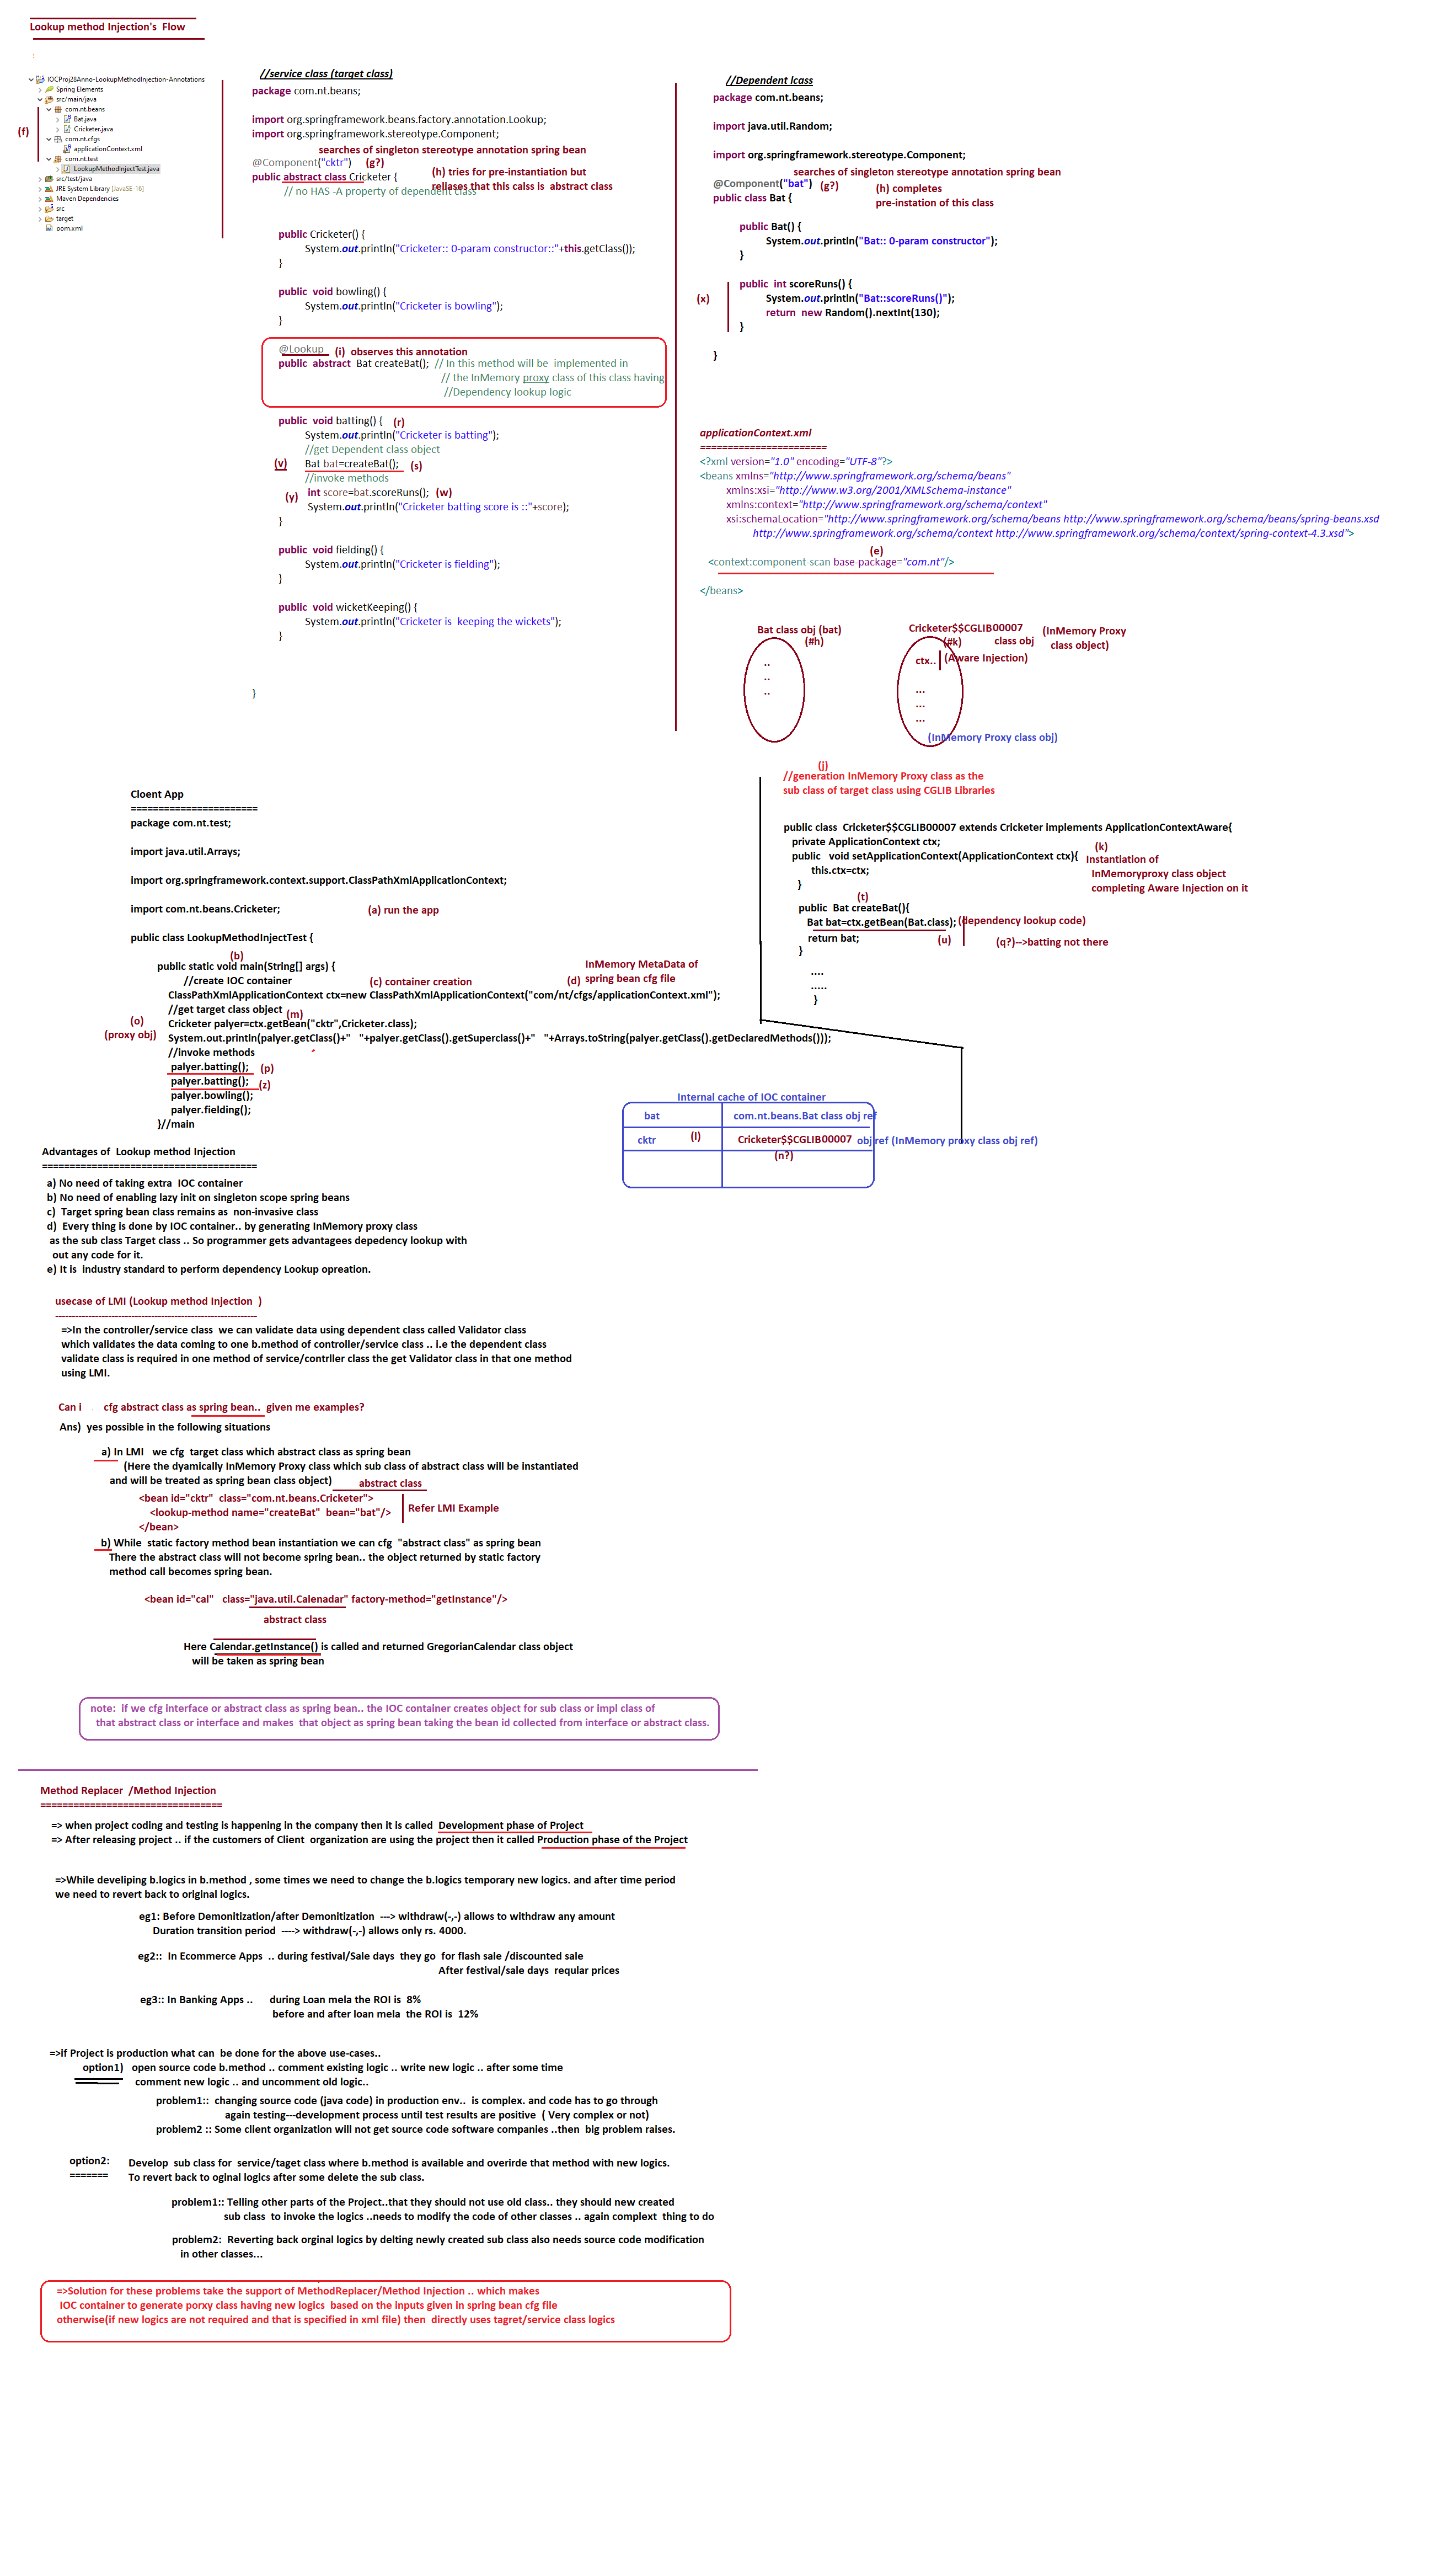 Lookup method Injection's  Flow
:
IOCProj28Anno-LookupMethodInjection-Annotations
Spring Elements
src/main/java
com.nt.beans
Bat.java
Cricketer.java
com.nt.cfgs
applicationContext.xml
com.nt.test
LookupMethodInjectTest.java
src/test/java
JRE System Library [JavaSE-16]
Maven Dependencies
src
target
pom.xml
(f)
//service class (target class)
package com.nt.beans;
import org.springframework.beans.factory.annotation.Lookup;
import org.springframework.stereotype.Component;
searches of singleton stereotype annotation spring bean
@Component("cktr")   (g?)
public abstract class Cricketer {
(h) tries for pre-instantiation but
reliases that this calss is  abstract class
// no HAS -A property of dependent class
public Cricketer() {
System.out.println("Cricketer:: 0-param constructor::"+this.getClass());
}
public  void bowling() {
System.out.println("Cricketer is bowling");
}
@Lookup   (i)  observes this annotation
public  abstract  Bat createBat();  // In this method will be  implemented in
// the InMemory proxy class of this class having
//Dependency lookup logic
public  void batting() {   (r)
System.out.println("Cricketer is batting");
//get Dependent class object
(v)   Bat bat=createBat();   (s)
//invoke methods
(y)   int score=bat.scoreRuns();  (w)
System.out.println("Cricketer batting score is ::"+score);
}
public  void fielding() {
System.out.println("Cricketer is fielding");
}
public  void wicketKeeping() {
System.out.println("Cricketer is  keeping the wickets");
}
}
//Dependent lcass
package com.nt.beans;
import java.util.Random;
import org.springframework.stereotype.Component;
searches of singleton stereotype annotation spring bean
@Component("bat")   (g?)
public class Bat {
(h) completes
pre-instation of this class
public Bat() {
System.out.println("Bat:: 0-param constructor");
}
public  int scoreRuns() {
(x)   System.out.println("Bat::scoreRuns()");
return  new Random().nextInt(130);
}
}
applicationContext.xml
=======================
<?xml version="1.0" encoding="UTF-8"?>
<beans xmlns="http://www.springframework.org/schema/beans"
xmlns:xsi="http://www.w3.org/2001/XMLSchema-instance"
xmlns:context="http://www.springframework.org/schema/context"
xsi:schemaLocation="http://www.springframework.org/schema/beans http://www.springframework.org/schema/beans/spring-beans.xsd
http://www.springframework.org/schema/context http://www.springframework.org/schema/context/spring-context-4.3.xsd">
(e)
<context:component-scan base-package="com.nt"/>
</beans>
Bat class obj (bat)
(#h)
..
..
..
Cricketer$$CGLIB00007
(#k)   class obj
(InMemory Proxy
class object)
ctx..   (Aware Injection)
...
...
...
(InMemory Proxy class obj)
(j)
//generation InMemory Proxy class as the
sub class of target class using CGLIB Libraries
public class  Cricketer$$CGLIB00007 extends Cricketer implements ApplicationContextAware{
private ApplicationContext ctx;
public   void setApplicationContext(ApplicationContext ctx){
this.ctx=ctx;
}
(k)
Instantiation of
InMemoryproxy class object
completing Aware Injection on it
(t)
public  Bat createBat(){
Bat bat=ctx.getBean(Bat.class);   (dependency lookup code)
return bat;   (u)   (q?)-->batting not there
}
....
.....
}
Cloent App
=======================
package com.nt.test;
import java.util.Arrays;
import org.springframework.context.support.ClassPathXmlApplicationContext;
import com.nt.beans.Cricketer;   (a) run the app
public class LookupMethodInjectTest {
(b)
public static void main(String[] args) {
//create IOC container   (c) container creation   (d)
InMemory MetaData of
spring bean cfg file
ClassPathXmlApplicationContext ctx=new ClassPathXmlApplicationContext("com/nt/cfgs/applicationContext.xml");
//get target class object   (m)
(o)   Cricketer palyer=ctx.getBean("cktr",Cricketer.class);
(proxy obj)   System.out.println(palyer.getClass()+"   "+palyer.getClass().getSuperclass()+"   "+Arrays.toString(palyer.getClass().getDeclaredMethods()));
//invoke methods
palyer.batting();   (p)
palyer.batting();   (z)
palyer.bowling();
palyer.fielding();
}//main
Internal cache of IOC container
bat   com.nt.beans.Bat class obj ref
cktr   (l)   Cricketer$$CGLIB00007  obj ref (InMemory proxy class obj ref)
(n?)
Advantages of  Lookup method Injection
=======================================
a) No need of taking extra  IOC container
b) No need of enabling lazy init on singleton scope spring beans
c)  Target spring bean class remains as  non-invasive class
d)  Every thing is done by IOC container.. by generating InMemory proxy class
as the sub class Target class .. So programmer gets advantagees depedency lookup with
out any code for it.
e) It is  industry standard to perform dependency Lookup opreation.
usecase of LMI (Lookup method Injection  )
-------------------------------------------------------------
=>In the controller/service class  we can validate data using dependent class called Validator class
which validates the data coming to one b.method of controller/service class .. i.e the dependent class
validate class is required in one method of service/contrller class the get Validator class in that one method
using LMI.
Can i   .   cfg abstract class as spring bean..  given me examples?
Ans)  yes possible in the following situations
a) In LMI   we cfg  target class which abstract class as spring bean
(Here the dyamically InMemory Proxy class which sub class of abstract class will be instantiated
and will be treated as spring bean class object)
abstract class
<bean id="cktr"  class="com.nt.beans.Cricketer">
<lookup-method name="createBat"  bean="bat"/>   Refer LMI Example
</bean>
b) While  static factory method bean instantiation we can cfg  "abstract class" as spring bean
There the abstract class will not become spring bean.. the object returned by static factory
method call becomes spring bean.
<bean id="cal"   class="java.util.Calenadar" factory-method="getInstance"/>
abstract class
Here Calendar.getInstance() is called and returned GregorianCalendar class object
will be taken as spring bean
note:  if we cfg interface or abstract class as spring bean.. the IOC container creates object for sub class or impl class of
that abstract class or interface and makes  that object as spring bean taking the bean id collected from interface or abstract class.
Method Replacer  /Method Injection
=================================
=> when project coding and testing is happening in the company then it is called  Development phase of Project
=> After releasing project .. if the customers of Client  organization are using the project then it called Production phase of the Project
=>While develiping b.logics in b.method , some times we need to change the b.logics temporary new logics. and after time period
we need to revert back to original logics.
eg1: Before Demonitization/after Demonitization  ---> withdraw(-,-) allows to withdraw any amount
Duration transition period  ----> withdraw(-,-) allows only rs. 4000.
eg2::  In Ecommerce Apps  .. during festival/Sale days  they go  for flash sale /discounted sale
After festival/sale days  reqular prices
eg3:: In Banking Apps ..      during Loan mela the ROI is  8%
before and after loan mela  the ROI is  12%
=>if Project is production what can  be done for the above use-cases..
option1)   open source code b.method .. comment existing logic .. write new logic .. after some time
comment new logic .. and uncomment old logic..
problem1::  changing source code (java code) in production env..  is complex. and code has to go through
again testing---development process until test results are positive  ( Very complex or not)
problem2 :: Some client organization will not get source code software companies ..then  big problem raises.
option2:   Develop  sub class for  service/taget class where b.method is available and overirde that method with new logics.
=======   To revert back to oginal logics after some delete the sub class.
problem1:: Telling other parts of the Project..that they should not use old class.. they should new created
sub class  to invoke the logics ..needs to modify the code of other classes .. again complext  thing to do
problem2:  Reverting back orginal logics by delting newly created sub class also needs source code modification
in other classes...
=>Solution for these problems take the support of MethodReplacer/Method Injection .. which makes
IOC container to generate porxy class having new logics  based on the inputs given in spring bean cfg file
otherwise(if new logics are not required and that is specified in xml file) then  directly uses tagret/service class logics